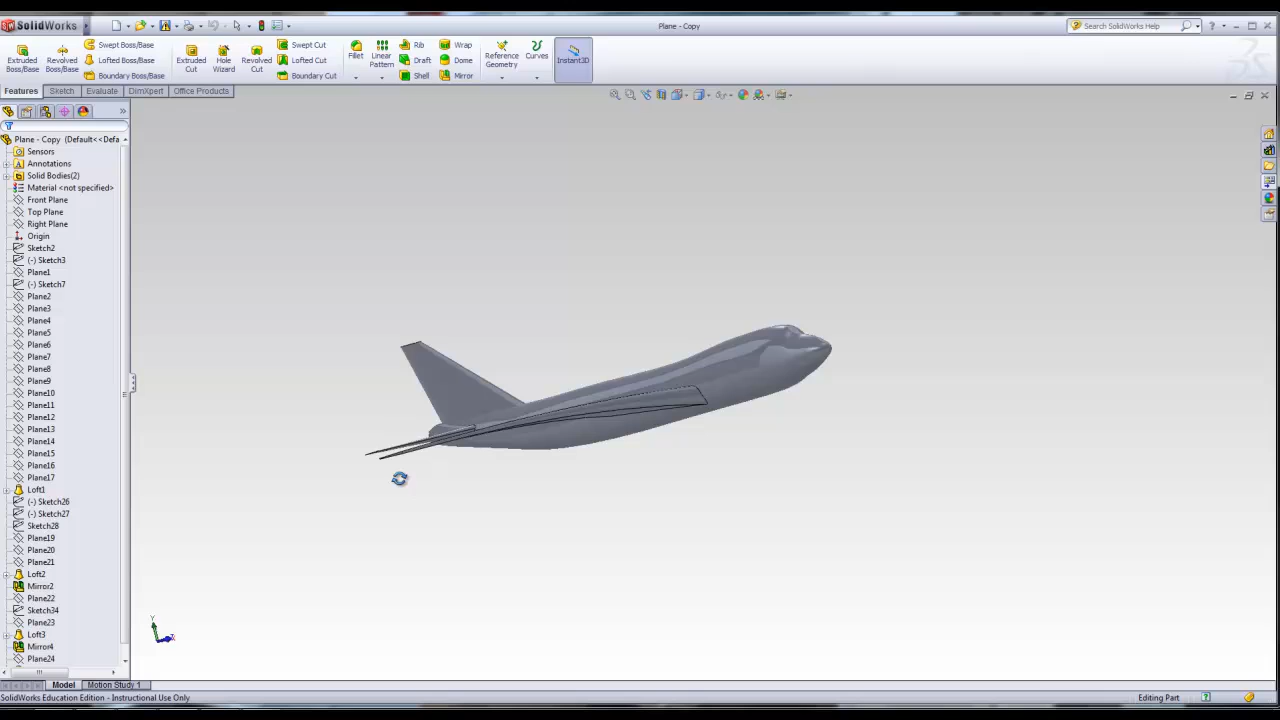 SolidWorks
Plane - Copy
Search SolidWorks Help
Extruded Boss/Base
Revolved Boss/Base
Swept Boss/Base
Lofted Boss/Base
Boundary Boss/Base
Extruded Cut
Hole Wizard
Revolved Cut
Swept Cut
Lofted Cut
Boundary Cut
Fillet
Linear Pattern
Rib
Draft
Shell
Wrap
Dome
Mirror
Reference Geometry
Curves
Instant3D
Features Sketch Evaluate DimXpert Office Products
Plane - Copy (Default<<Defa
Sensors
Annotations
Solid Bodies(2)
Material <not specified>
Front Plane
Top Plane
Right Plane
Origin
Sketch2
(-) Sketch3
Plane1
(-) Sketch7
Plane2
Plane3
Plane4
Plane5
Plane6
Plane7
Plane8
Plane9
Plane10
Plane11
Plane12
Plane13
Plane14
Plane15
Plane16
Plane17
Loft1
(-) Sketch26
(-) Sketch27
Sketch28
Plane19
Plane20
Plane21
Loft2
Mirror2
Plane22
Sketch34
Plane23
Loft3
Mirror4
Plane24
Y
Z
Model Motion Study 1
SolidWorks Education Edition - Instructional Use Only
Editing Part